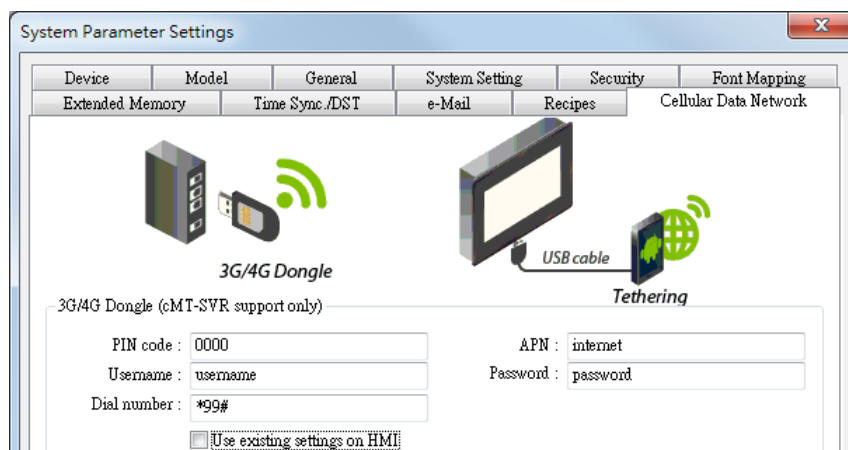 System Parameter Settings
Device Model General System Setting Security Font Mapping
Extended Memory Time Sync./DST e-Mail Recipes Cellular Data Network
3G/4G Dongle
USB cable
Tethering
3G/4G Dongle (cMT-SVR support only)
PIN code : 0000 APN : internet
Username : username Password : password
Dial number : *99#
Use existing settings on HMI